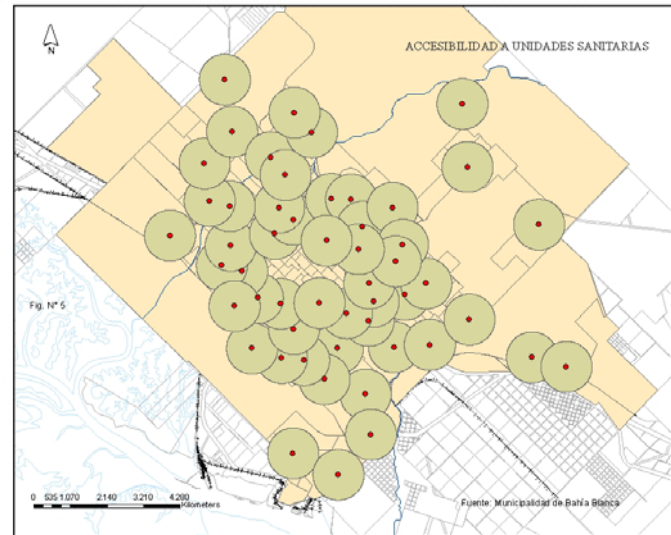 ACCESIBILIDAD A UNIDADES SANITARIAS
N
Fig. N° 5
0 535 1.070 2.140 3.210 4.280
Kilometers
Fuente: Municipalidad de Bahía Blanca